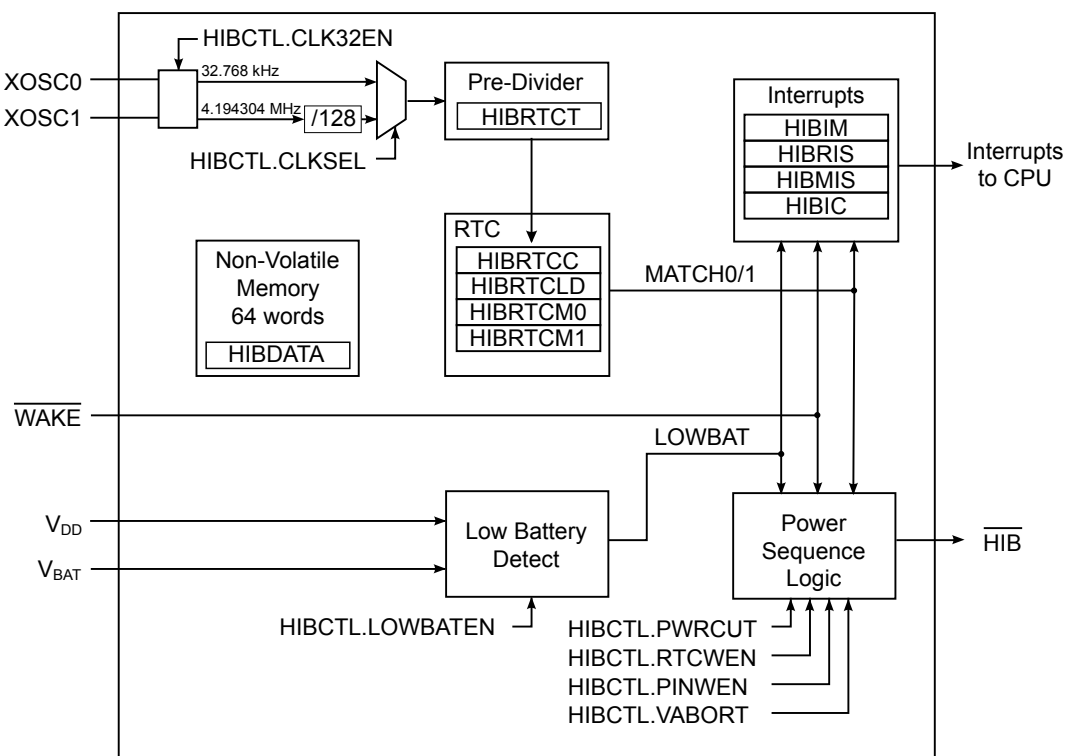 HIBCTL.CLK32EN
XOSC0
XOSC1
32.768 kHz
4.194304 MHz
/128
HIBCTL.CLKSEL
Pre-Divider
HIBRTCT
Interrupts
HIBIM
HIBRIS
HIBMIS
HIBIC
Interrupts
to CPU
RTC
HIBRTCC
HIBRTCLD
HIBRTCM0
HIBRTCM1
MATCH0/1
Non-Volatile
Memory
64 words
HIBDATA
WAKE
LOWBAT
VDD
VBAT
Low Battery
Detect
HIBCTL.LOWBATEN
Power
Sequence
Logic
HIB
HIBCTL.PWRCUT
HIBCTL.RTCWEN
HIBCTL.PINWEN
HIBCTL.VABORT